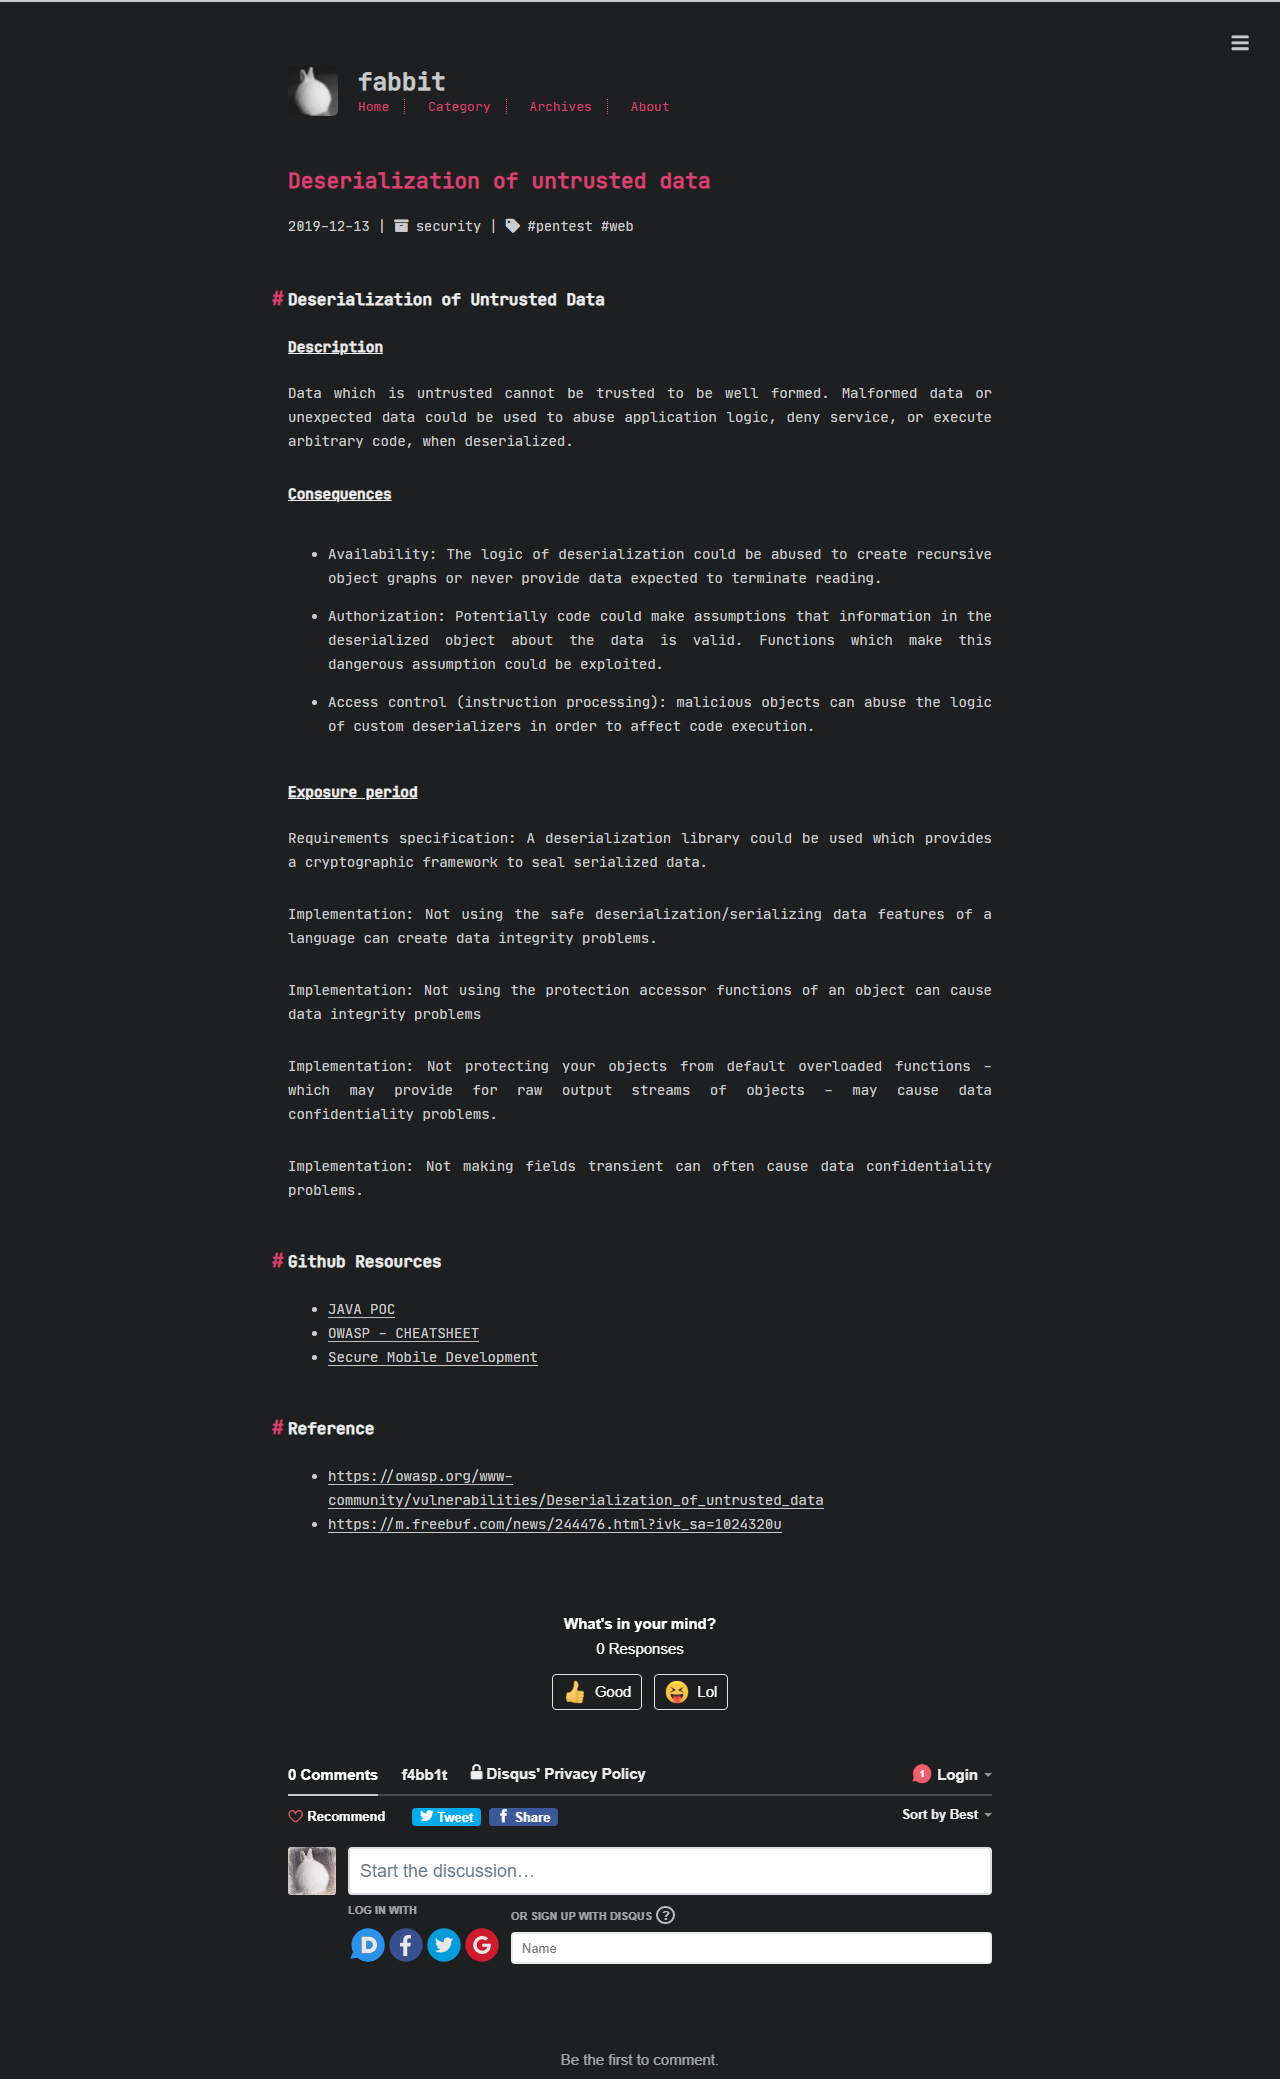 fabbit
Home
Category
Archives
About
Deserialization of untrusted data
2019-12-13 | security | #pentest #web
# Deserialization of Untrusted Data
Description
Data which is untrusted cannot be trusted to be well formed. Malformed data or
unexpected data could be used to abuse application logic, deny service, or execute
arbitrary code, when deserialized.
Consequences
• Availability: The logic of deserialization could be abused to create recursive
object graphs or never provide data expected to terminate reading.
• Authorization: Potentially code could make assumptions that information in the
deserialized object about the data is valid. Functions which make this
dangerous assumption could be exploited.
• Access control (instruction processing): malicious objects can abuse the logic
of custom deserializers in order to affect code execution.
Exposure period
Requirements specification: A deserialization library could be used which provides
a cryptographic framework to seal serialized data.
Implementation: Not using the safe deserialization/serializing data features of a
language can create data integrity problems.
Implementation: Not using the protection accessor functions of an object can cause
data integrity problems
Implementation: Not protecting your objects from default overloaded functions -
which may provide for raw output streams of objects - may cause data
confidentiality problems.
Implementation: Not making fields transient can often cause data confidentiality
problems.
# Github Resources
• JAVA POC
• OWASP - CHEATSHEET
• Secure Mobile Development
# Reference
• https://owasp.org/www-
community/vulnerabilities/Deserialization_of_untrusted_data
• https://m.freebuf.com/news/244476.html?ivk_sa=1024320u
What's in your mind?
0 Responses
Good
Lol
0 Comments
f4bb1t
Disqus' Privacy Policy
1
Login
Recommend
Tweet
Share
Sort by Best
Start the discussion…
LOG IN WITH
OR SIGN UP WITH DISQUS ?
Name
Be the first to comment.